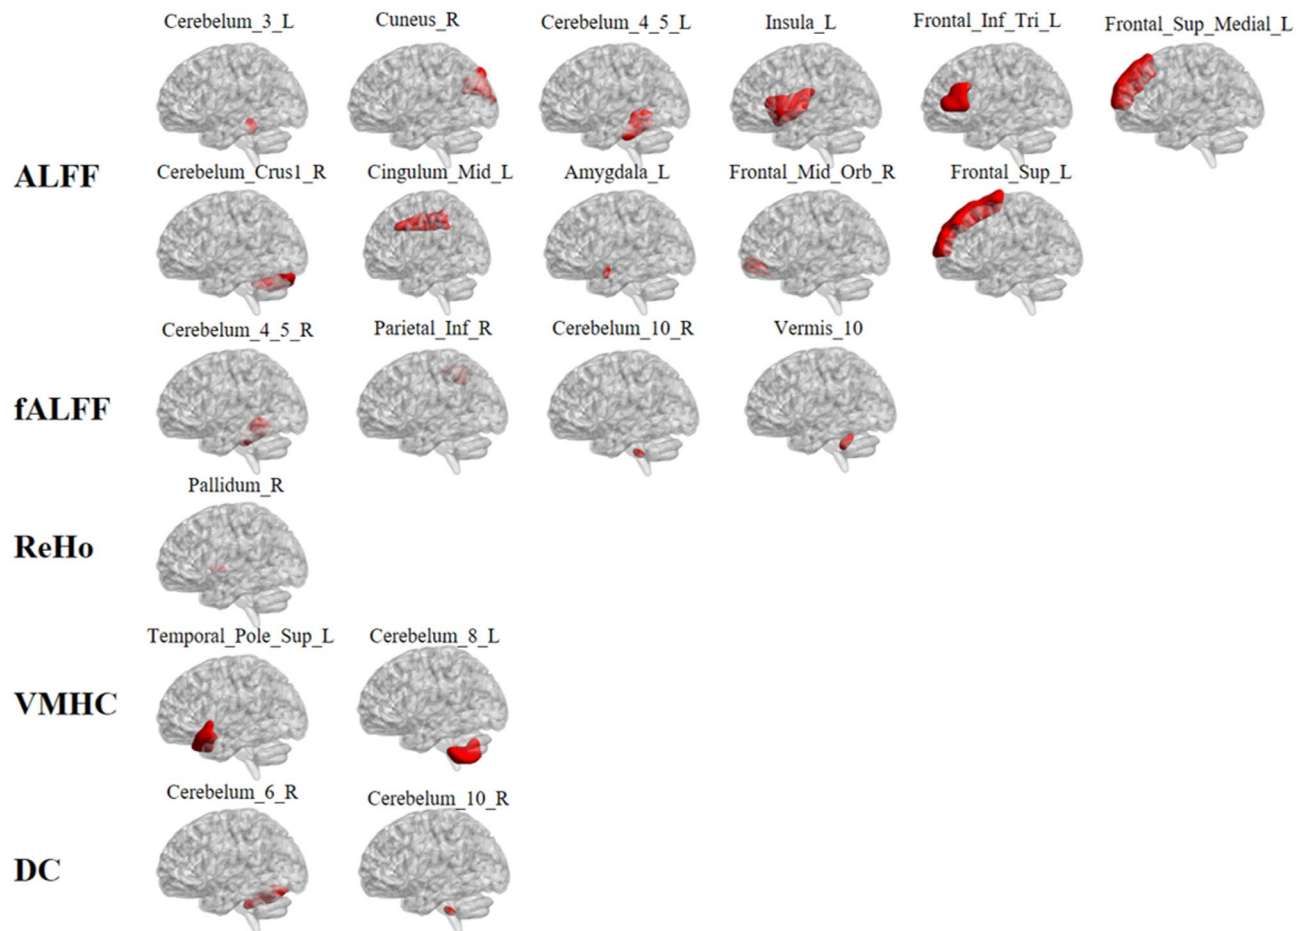 Cerebelum_3_L
Cuneus_R
Cerebelum_4_5_L
Insula_L
Frontal_Inf_Tri_L
Frontal_Sup_Medial_L
ALFF
Cerebelum_Crus1_R
Cingulum_Mid_L
Amygdala_L
Frontal_Mid_Orb_R
Frontal_Sup_L
fALFF
Cerebelum_4_5_R
Parietal_Inf_R
Cerebelum_10_R
Vermis_10
ReHo
Pallidum_R
VMHC
Temporal_Pole_Sup_L
Cerebelum_8_L
DC
Cerebelum_6_R
Cerebelum_10_R